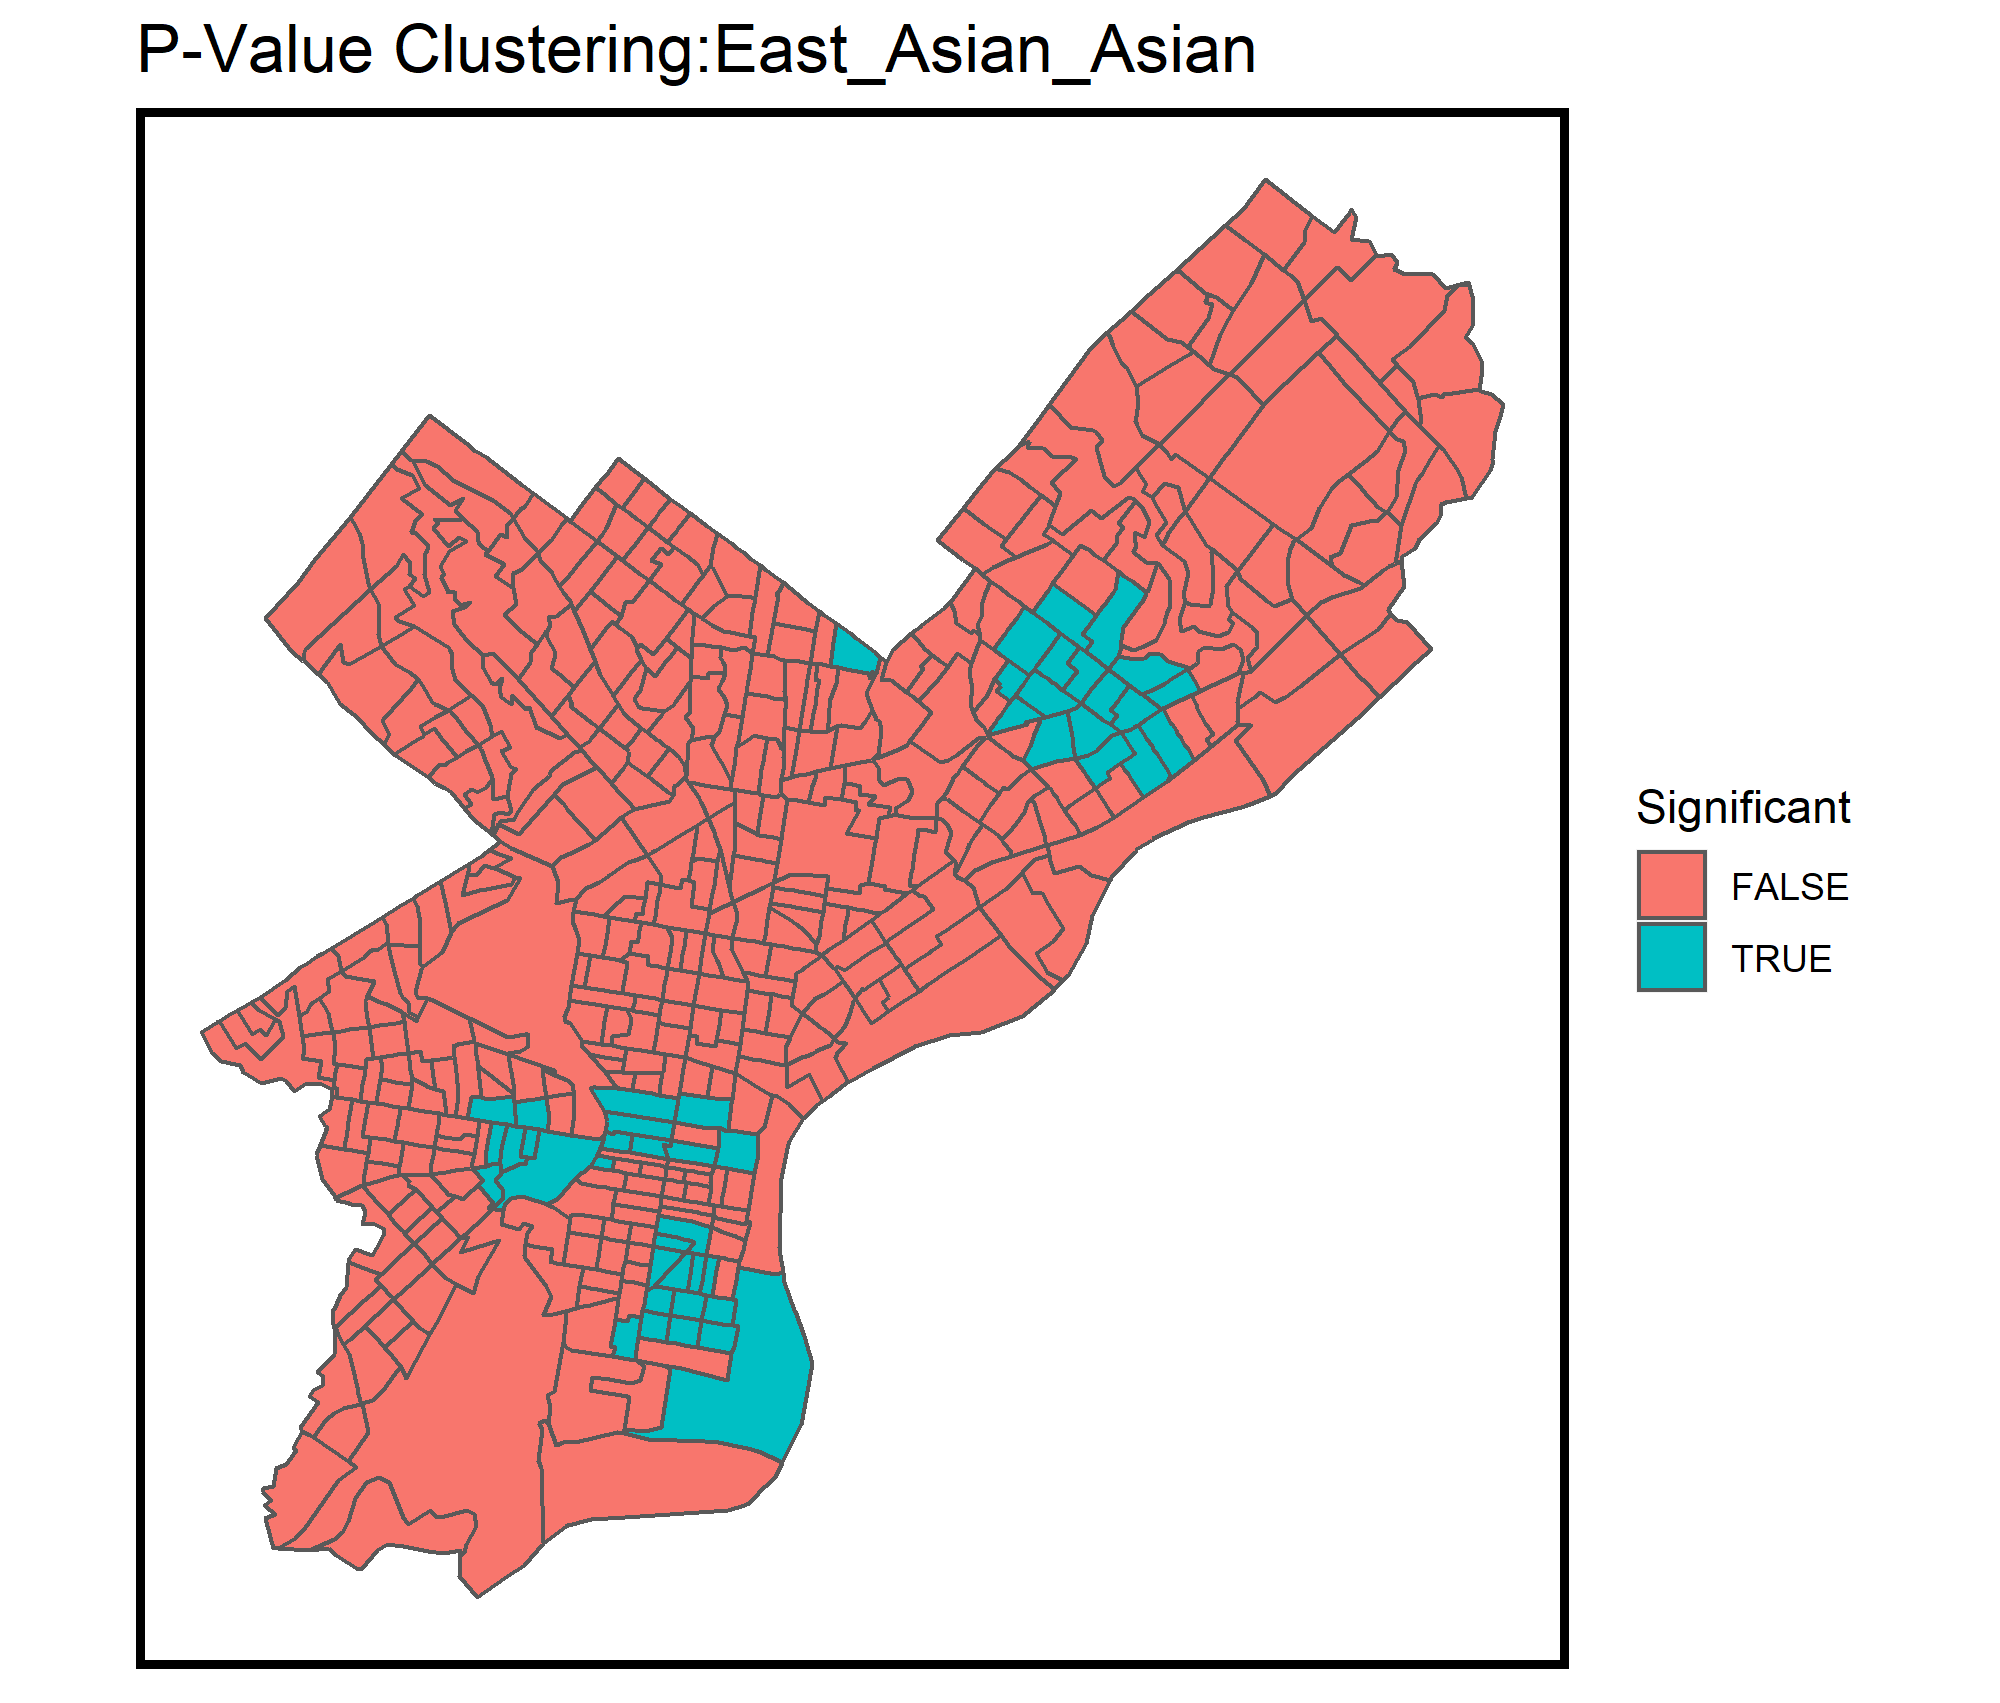 P-Value Clustering:East_Asian_Asian
Significant
FALSE
TRUE